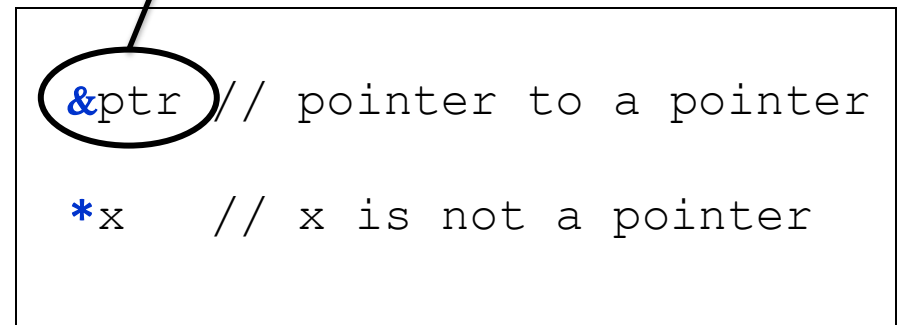 &ptr // pointer to a pointer
*x // x is not a pointer